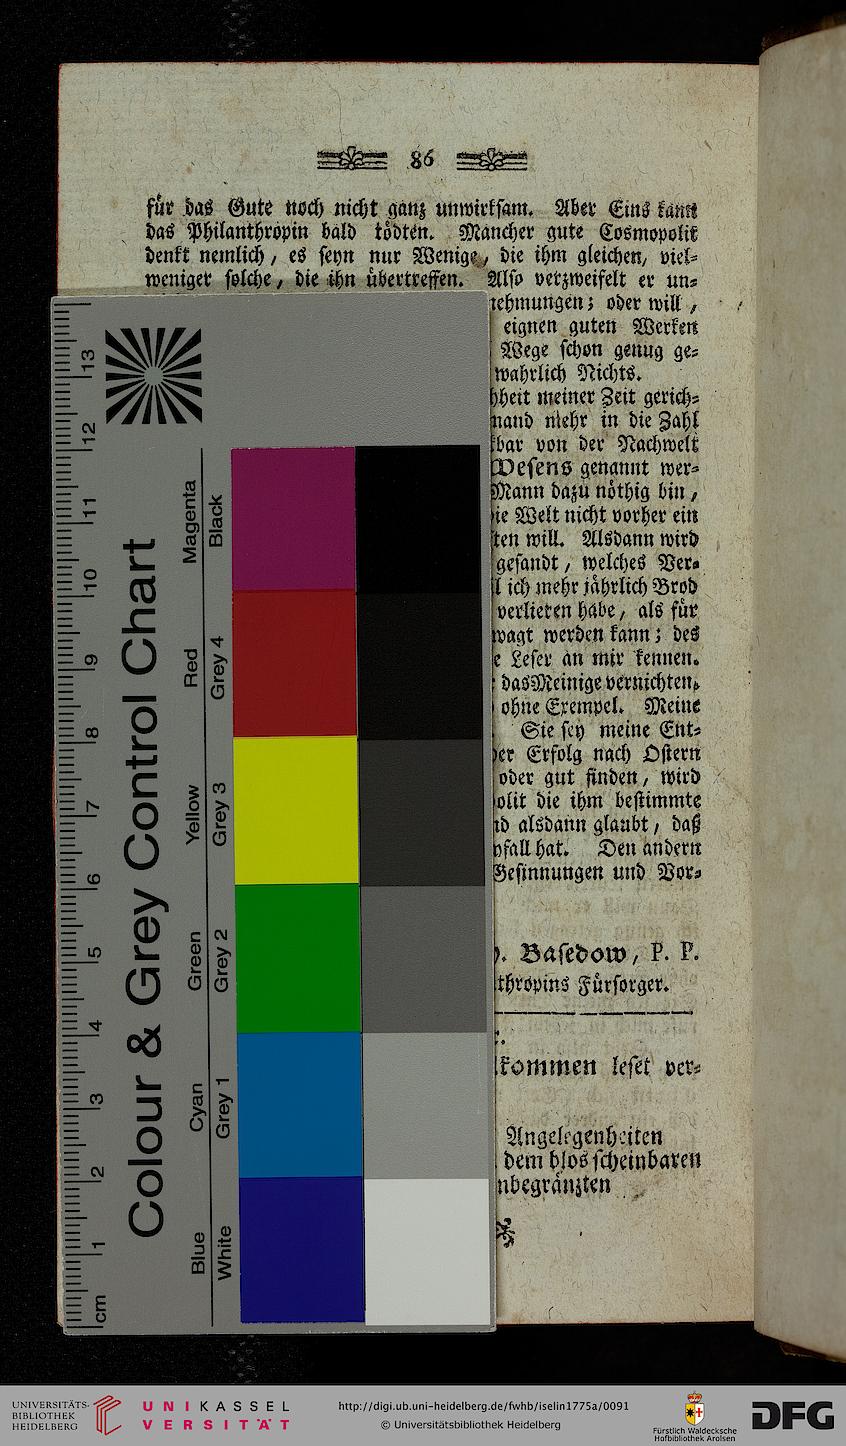 86
für das Gute noch nicht ganz unwirksam. Aber Eins kann
das Philanthropin bald tödten. Mancher gute Cosmopolit
denkt nemlich, es seyn nur Wenige, die ihm gleichen, viel-
weniger solche, die ihn übertreffen. Also verzweifelt er un-
nehmungen; oder will,
eignen guten Werken
Wege schon genug ge-
wahrlich Nichts.
heit meiner Zeit gerich-
mand mehr in die Zahl
bar von der Nachwelt
Wesens genannt wer-
Mann dazu nöthig bin,
die Welt nicht vorher ein
ten will. Alsdann wird
gesandt, welches Ver-
l ich mehr jährlich Brod
verlieren habe, als für
wagt werden kann; des
e Leser an mir kennen.
das Meinige vernichten,
ohne Exempel. Meine
Sie sey meine Ent-
der Erfolg nach Ostern
oder gut finden, wird
polit die ihm bestimmte
nd alsdann glaubt, daß
fall hat. Den andern
Gesinnungen und Vor-
Basedow, P. P.
thropins Fürsorger.
kommen leset ver-
Angelegenheiten
dem blos scheinbaren
nbegränzten
Colour & Grey Control Chart
Magenta
Black
Red
Grey 4
Yellow
Grey 3
Green
Grey 2
Cyan
Grey 1
Blue
White
13
12
11
10
9
8
7
6
5
4
3
2
1
cm
UNIVERSITÄTS-
BIBLIOTHEK
HEIDELBERG
UNIKASSEL
VERSITÄT
http://digi.ub.uni-heidelberg.de/fwhb/iselin1775a/0091
© Universitätsbibliothek Heidelberg
Fürstlich Waldecksche
Hofbibliothek Arolsen
DFG